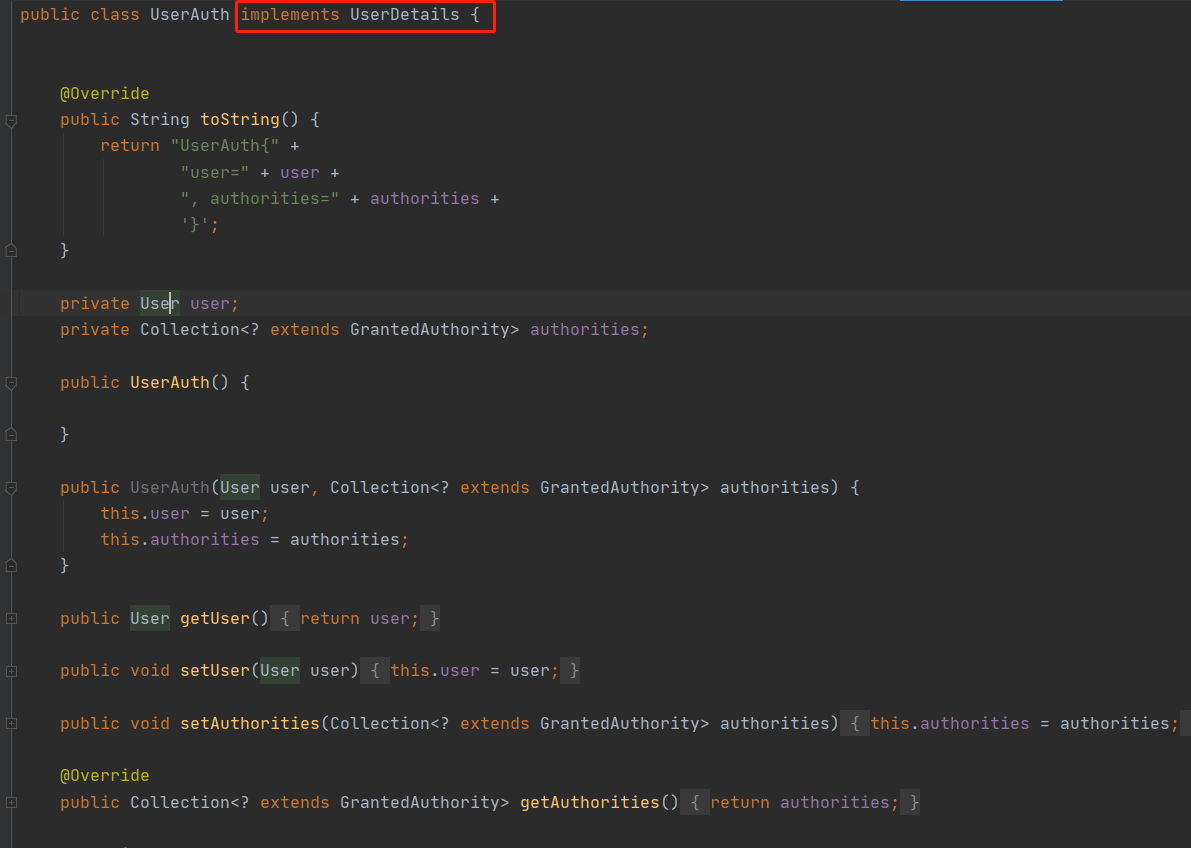 public class UserAuth implements UserDetails {
@Override
public String toString() {
return "UserAuth{" +
"user=" + user +
", authorities=" + authorities +
'}';
}
private User user;
private Collection<? extends GrantedAuthority> authorities;
public UserAuth() {
}
public UserAuth(User user, Collection<? extends GrantedAuthority> authorities) {
this.user = user;
this.authorities = authorities;
}
public User getUser() { return user; }
public void setUser(User user) { this.user = user; }
public void setAuthorities(Collection<? extends GrantedAuthority> authorities) { this.authorities = authorities;
@Override
public Collection<? extends GrantedAuthority> getAuthorities() { return authorities; }